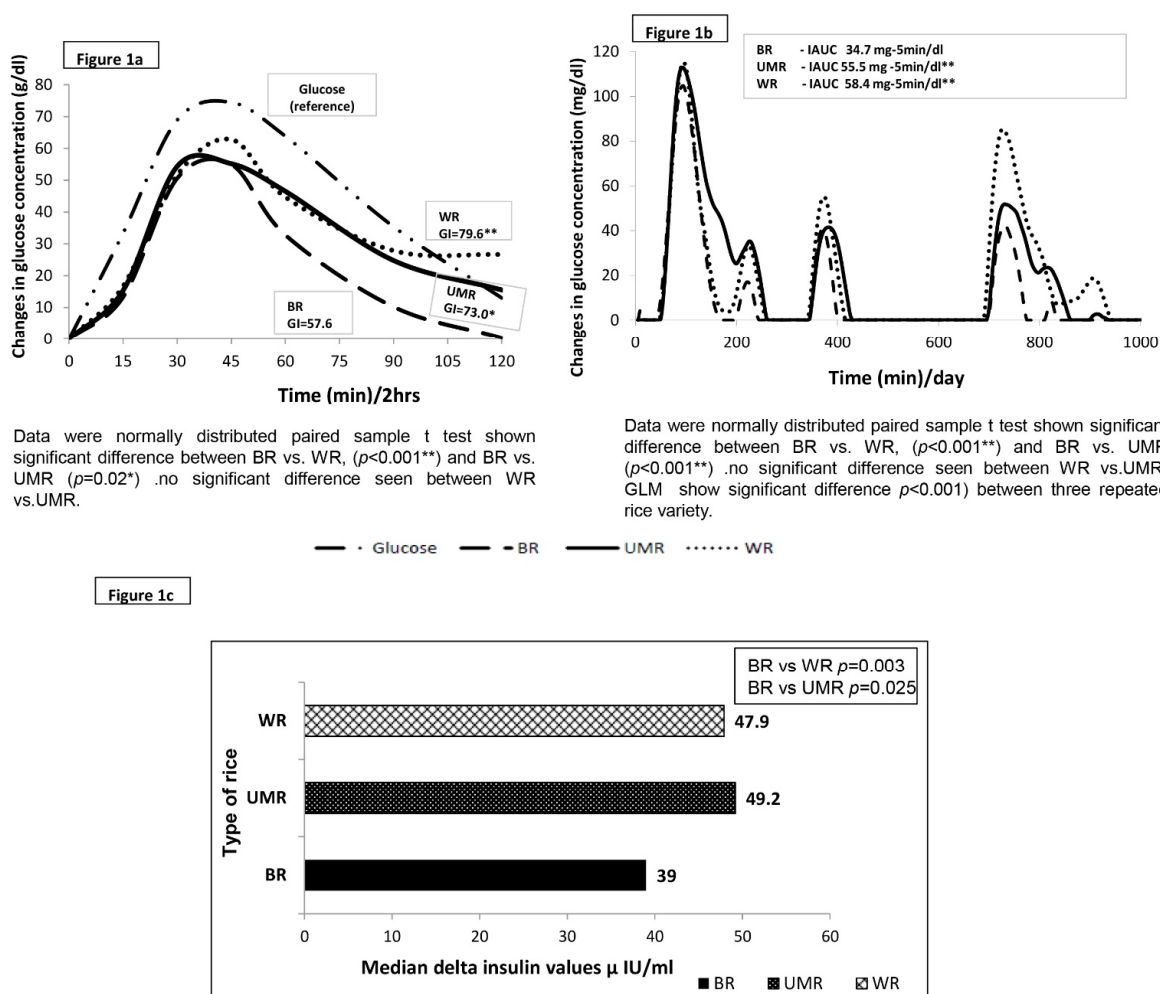 Figure 1a
Changes in glucose concentration (g/dl)
80
70
60
50
40
30
20
10
0
Glucose
(reference)
WR
GI=79.6**
UMR
GI=73.0*
BR
GI=57.6
0 15 30 45 60 75 90 105 120
Time (min)/2hrs
Data were normally distributed paired sample t test shown
significant difference between BR vs. WR, (p<0.001**) and BR vs.
UMR (p=0.02*) .no significant difference seen between WR
vs.UMR.
Figure 1b
Changes in glucose concentration (mg/dl)
120
100
80
60
40
20
0
BR - IAUC 34.7 mg-5min/dl
UMR - IAUC 55.5 mg -5min/dl**
WR - IAUC 58.4 mg-5min/dl**
0 200 400 600 800 1000
Time (min)/day
Data were normally distributed paired sample t test shown significan
difference between BR vs. WR, (p<0.001**) and BR vs. UMR
(p<0.001**) .no significant difference seen between WR vs.UMR
GLM show significant difference p<0.001) between three repeate
rice variety.
Glucose BR UMR WR
Figure 1c
BR vs WR p=0.003
BR vs UMR p=0.025
Type of rice
WR 47.9
UMR 49.2
BR 39
0 10 20 30 40 50 60
Median delta insulin values μ IU/ml
BR UMR WR